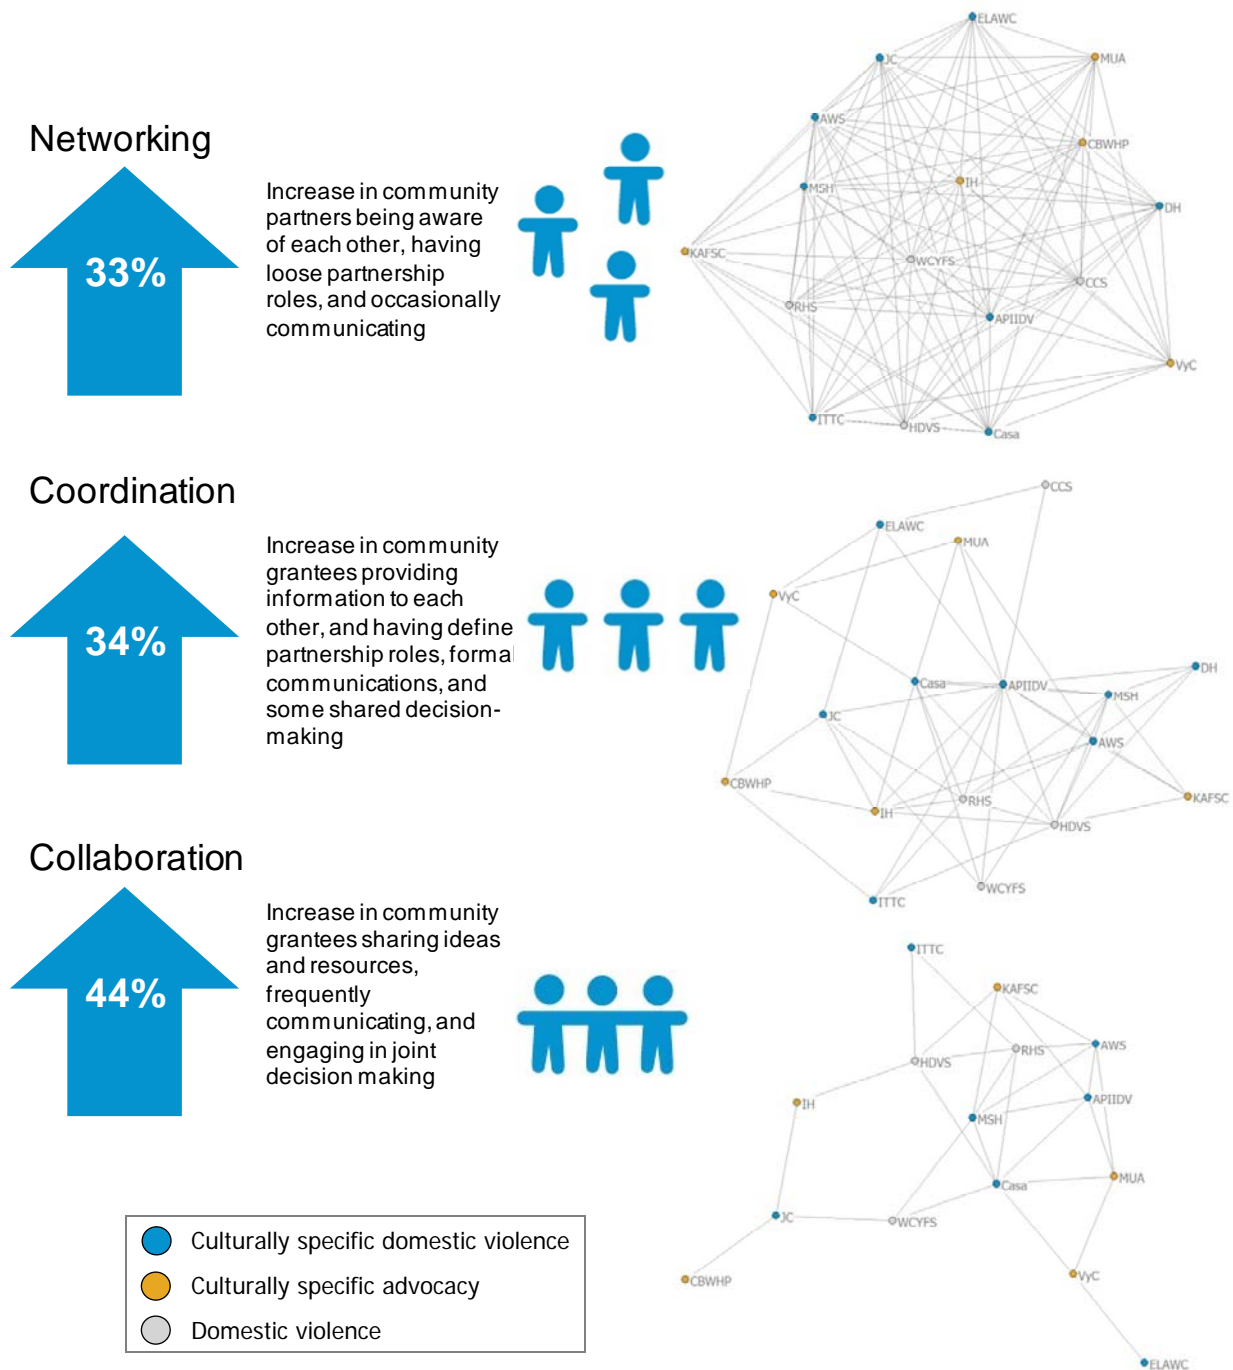 Networking
33%
Increase in community
partners being aware
of each other, having
loose partnership
roles, and occasionally
communicating
ELAWC
JC
MUA
AWS
CBWHP
MSH
IH
DH
KAFSC
WCYFS
CCS
RHS
APIIDV
VyC
ITTC
HDVS
Casa
Coordination
34%
Increase in community
grantees providing
information to each
other, and having define
partnership roles, formal
communications, and
some shared decision-
making
CCS
ELAWC
MUA
VyC
DH
Casa
APIIDV
MSH
JC
AWS
CBWHP
RHS
KAFSC
IH
HDVS
WCYFS
ITTC
Collaboration
44%
Increase in community
grantees sharing ideas
and resources,
frequently
communicating, and
engaging in joint
decision making
ITTC
KAFSC
RHS
AWS
HDVS
APIIDV
IH
MSH
MUA
Casa
JC
WCYFS
CBWHP
VyC
ELAWC
Culturally specific domestic violence
Culturally specific advocacy
Domestic violence